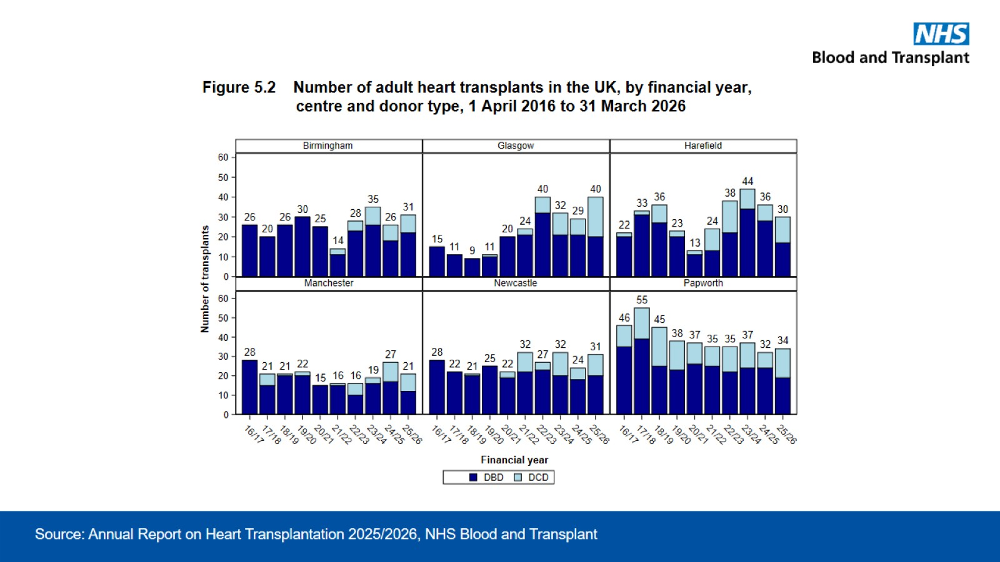 NHS
Blood and Transplant
Figure 5.2 Number of adult heart transplants in the UK, by financial year,
centre and donor type, 1 April 2016 to 31 March 2026
Number of transplants
Birmingham
60
50
40
30
20
10
0
26 20 26 30 25 14 28 35 26 31
Glasgow
15 11 9 11 20 24 40 32 29 40
Harefield
22 33 36 23 13 24 38 44 36 30
Manchester
60
50
40
30
20
10
0
28 21 21 22 15 16 16 19 27 21
Newcastle
28 22 21 25 22 32 27 32 24 31
Papworth
46 55 45 38 37 35 35 37 32 34
16/17 17/18 18/19 19/20 20/21 21/22 22/23 23/24 24/25 25/26
16/17 17/18 18/19 19/20 20/21 21/22 22/23 23/24 24/25 25/26
16/17 17/18 18/19 19/20 20/21 21/22 22/23 23/24 24/25 25/26
Financial year
DBD DCD
Source: Annual Report on Heart Transplantation 2025/2026, NHS Blood and Transplant